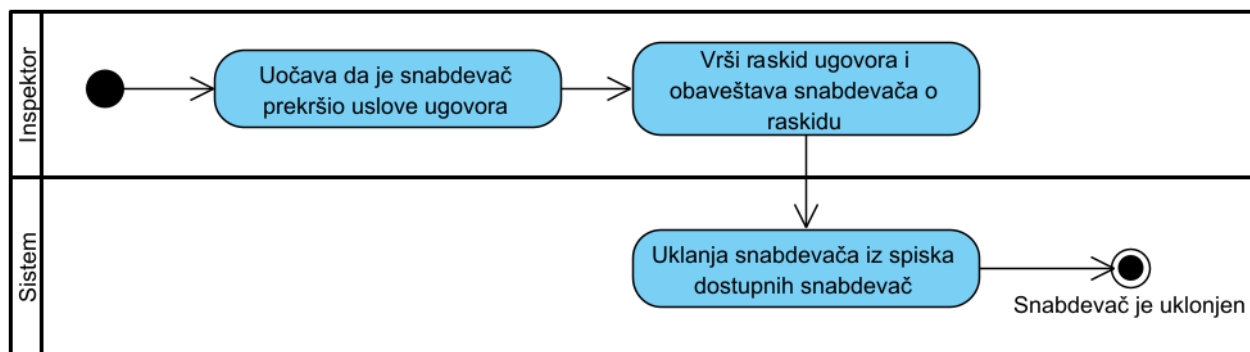 Inspektor
Uočava da je snabdevač
prekršio uslove ugovora
Vrši raskid ugovora i
obaveštava snabdevača o
raskidu
Sistem
Uklanja snabdevača iz spiska
dostupnih snabdevač
Snabdevač je uklonjen